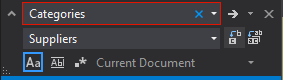 Categories
Suppliers
Aa Ab Current Document